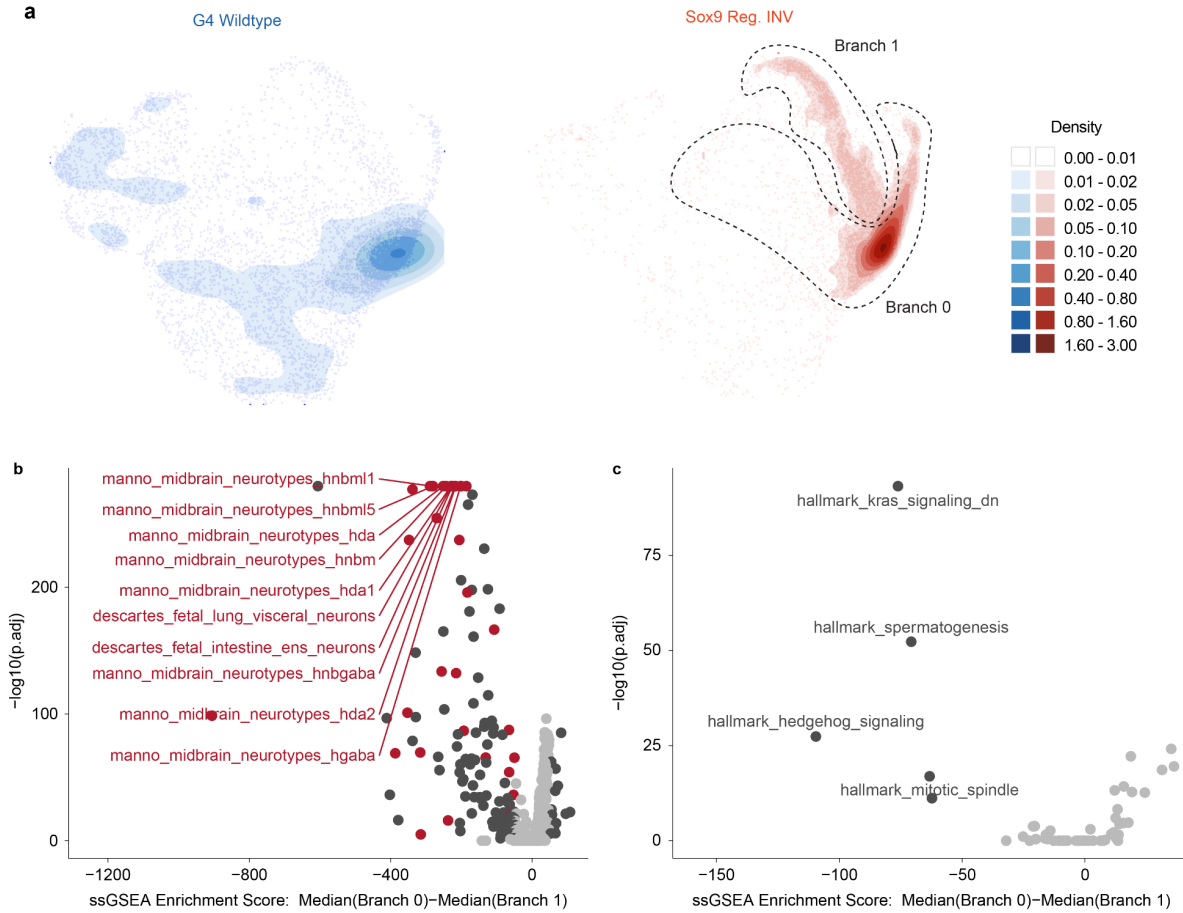 a
G4 Wildtype
Sox9 Reg. INV
Branch 1
Branch 0
Density
0.00 - 0.01
0.01 - 0.02
0.02 - 0.05
0.05 - 0.10
0.10 - 0.20
0.20 - 0.40
0.40 - 0.80
0.80 - 1.60
1.60 - 3.00
b
manno_midbrain_neurotypes_hnbml1
manno_midbrain_neurotypes_hnbml5
manno_midbrain_neurotypes_hda
manno_midbrain_neurotypes_hnbm
manno_midbrain_neurotypes_hda1
descartes_fetal_lung_visceral_neurons
descartes_fetal_intestine_ens_neurons
manno_midbrain_neurotypes_hnbgaba
manno_midbrain_neurotypes_hda2
manno_midbrain_neurotypes_hgaba
−log10(p.adj)
200
100
0
−1200
−800
−400
0
ssGSEA Enrichment Score: Median(Branch 0)−Median(Branch 1)
c
hallmark_kras_signaling_dn
hallmark_spermatogenesis
hallmark_hedgehog_signaling
hallmark_mitotic_spindle
−log10(p.adj)
75
50
25
0
−150
−100
−50
0
ssGSEA Enrichment Score: Median(Branch 0)−Median(Branch 1)